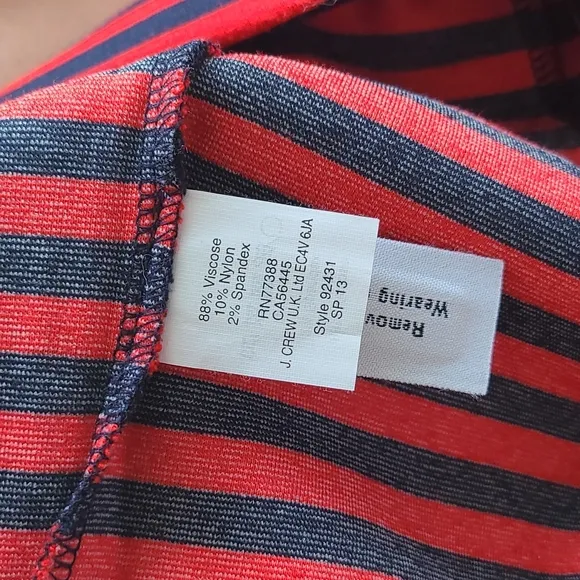 88% Viscose
10% Nylon
2% Spandex
RN77388
CA56445
J. CREW U.K. Ltd EC4V 6JA
Style 92431
SP 13
Remov
Wearing